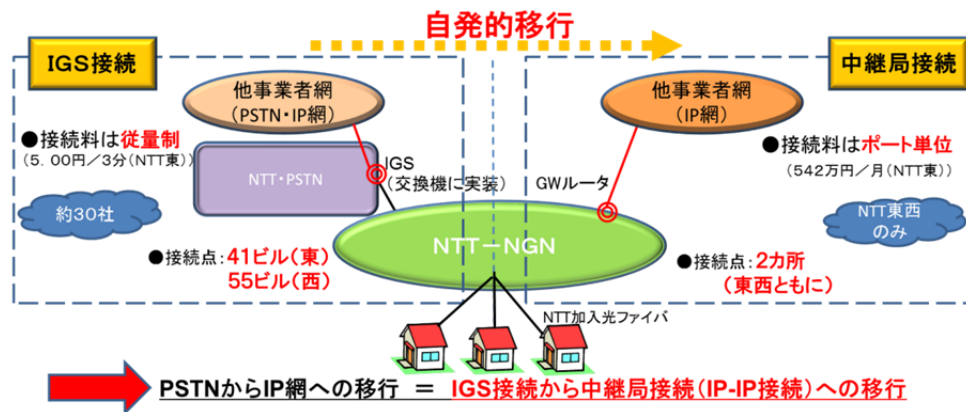 自発的移行
IGS接続
中継局接続
他事業者網
(PSTN・IP網)
他事業者網
(IP網)
●接続料は従量制
(5.00円/3分(NTT東))
●接続料はポート単位
(542万円/月(NTT東))
NTT・PSTN
IGS
(交換機に実装)
GWルータ
約30社
NTT東西
のみ
NTT-NGN
●接続点:41ビル(東)
55ビル(西)
●接続点:2カ所
(東西ともに)
NTT加入光ファイバ
PSTNからIP網への移行 = IGS接続から中継局接続(IP-IP接続)への移行